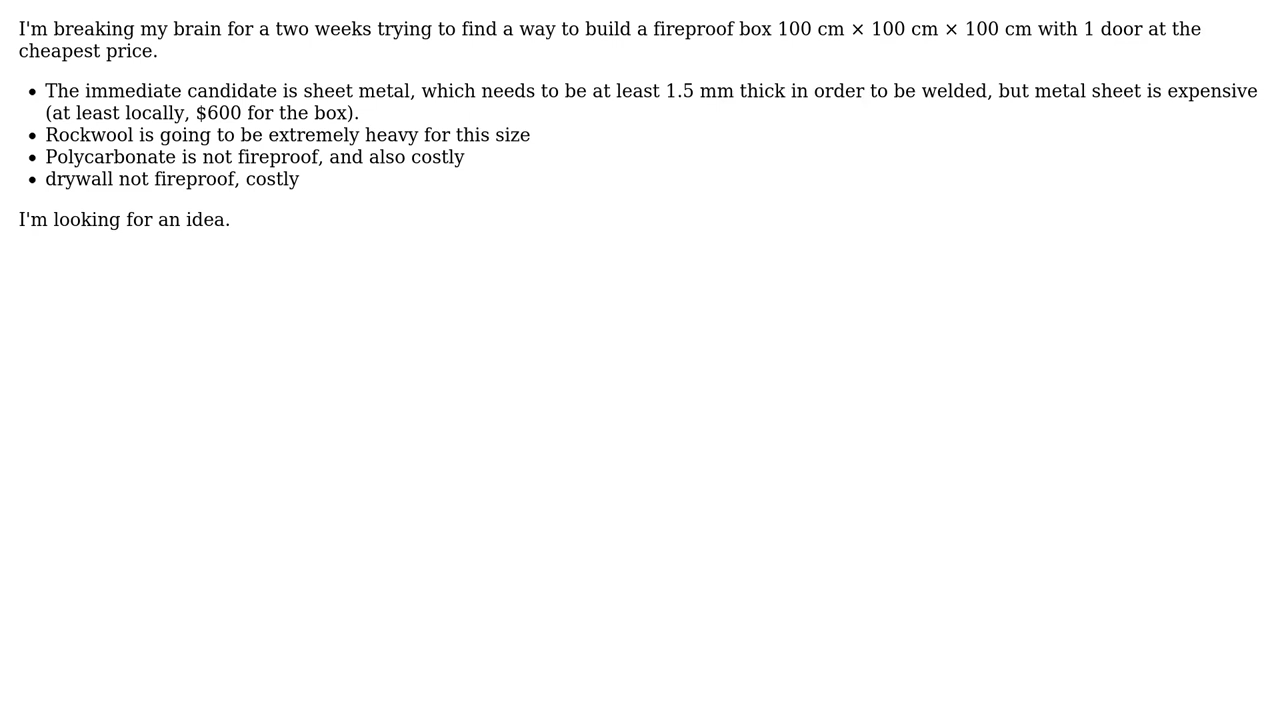 I'm breaking my brain for a two weeks trying to find a way to build a fireproof box 100 cm × 100 cm × 100 cm with 1 door at the
cheapest price.
• The immediate candidate is sheet metal, which needs to be at least 1.5 mm thick in order to be welded, but metal sheet is expensive
(at least locally, $600 for the box).
• Rockwool is going to be extremely heavy for this size
• Polycarbonate is not fireproof, and also costly
• drywall not fireproof, costly
I'm looking for an idea.